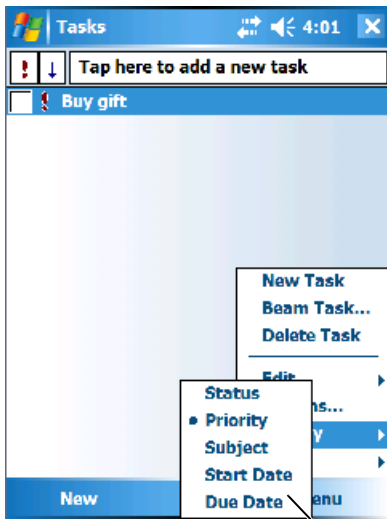 Tasks 4:01
! ↓ Tap here to add a new task
! Buy gift
New Task
Beam Task...
Delete Task
Status
• Priority
Subject
Start Date
Due Date
New